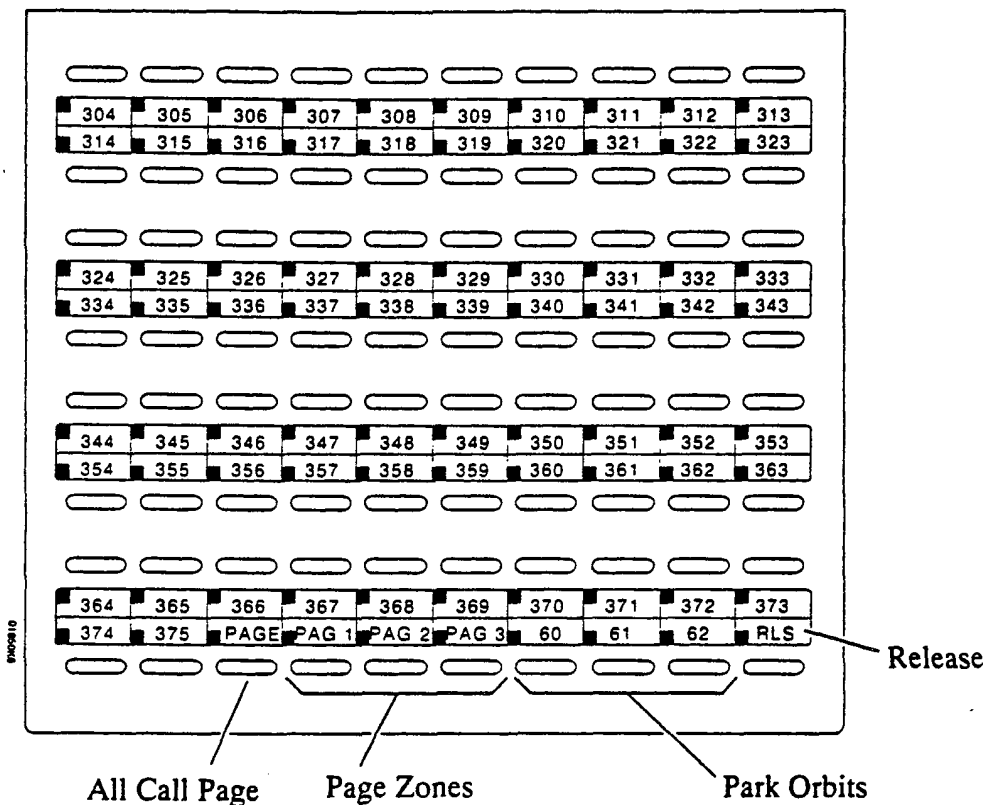 304 305 306 307 308 309 310 311 312 313
314 315 316 317 318 319 320 321 322 323
324 325 326 327 328 329 330 331 332 333
334 335 336 337 338 339 340 341 342 343
344 345 346 347 348 349 350 351 352 353
354 355 356 357 358 359 360 361 362 363
364 365 366 367 368 369 370 371 372 373
374 375 PAGE PAG 1 PAG 2 PAG 3 60 61 62 RLS
Release
All Call Page Page Zones Park Orbits